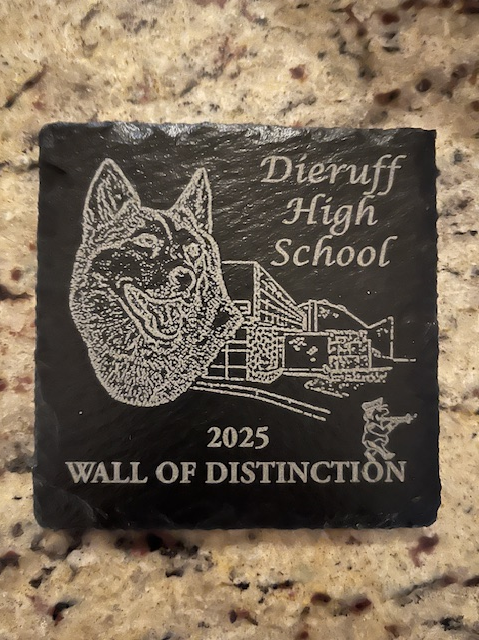 Dieruff
High
School
2025
WALL OF DISTINCTION